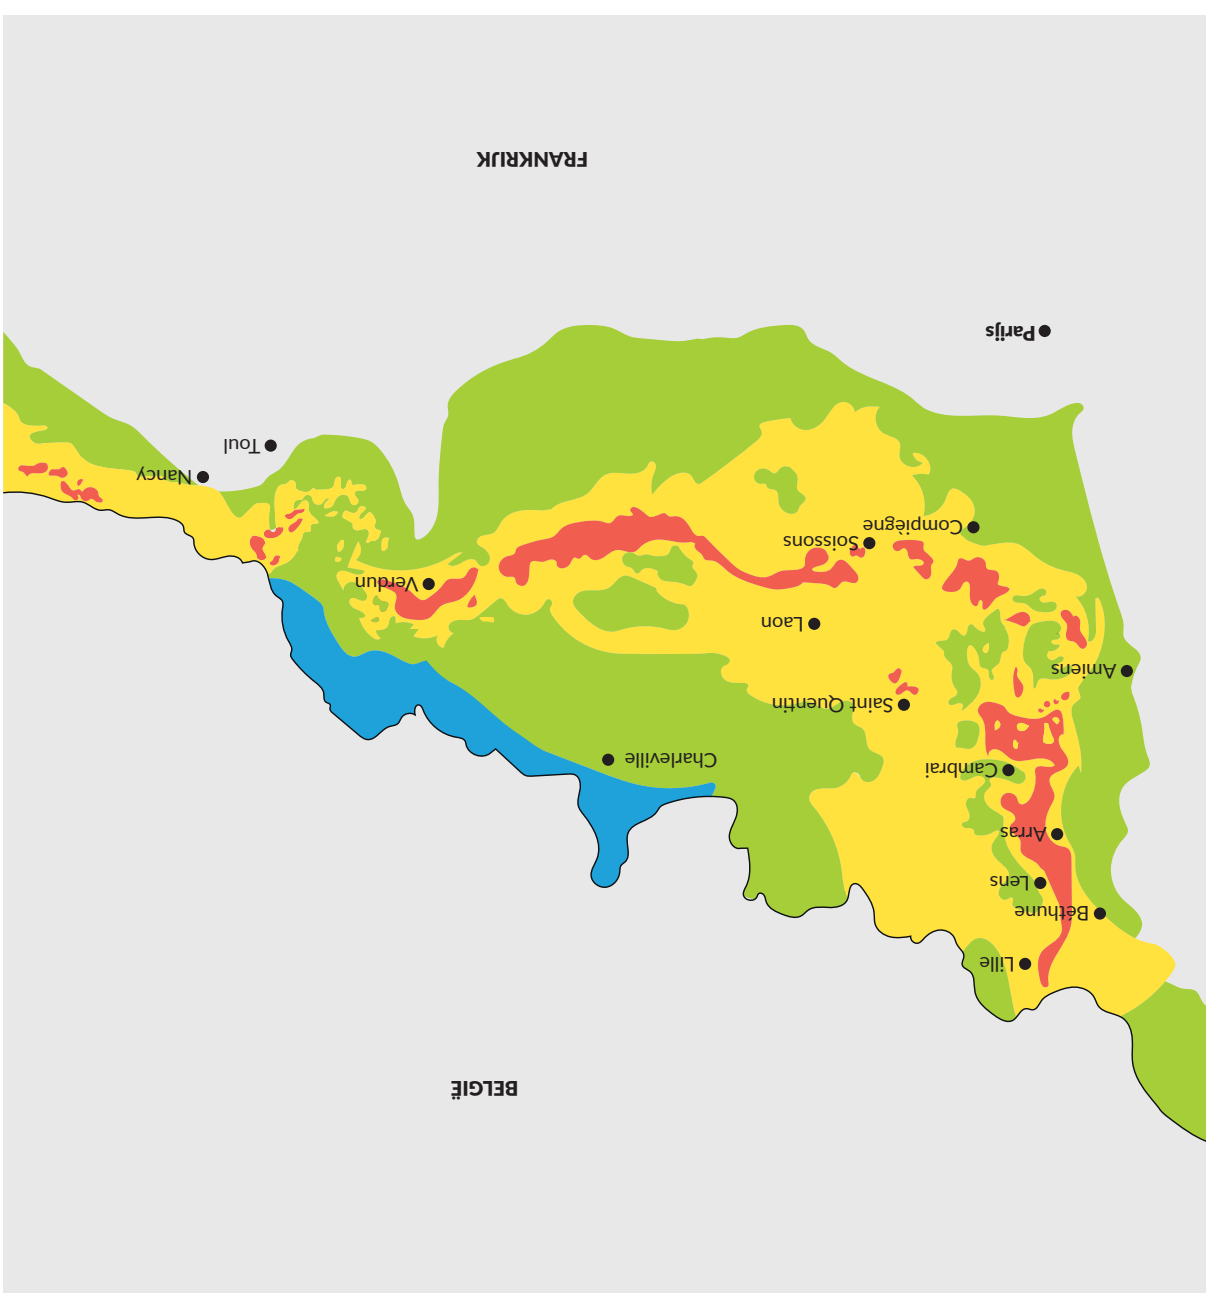 BELGIË
Lille
Béthune
Lens
Arras
Cambrai
Charleville
Saint Quentin
Amiens
Laon
Verdun
Soissons
Compiègne
Nancy
Toul
Parijs
FRANKRIJK